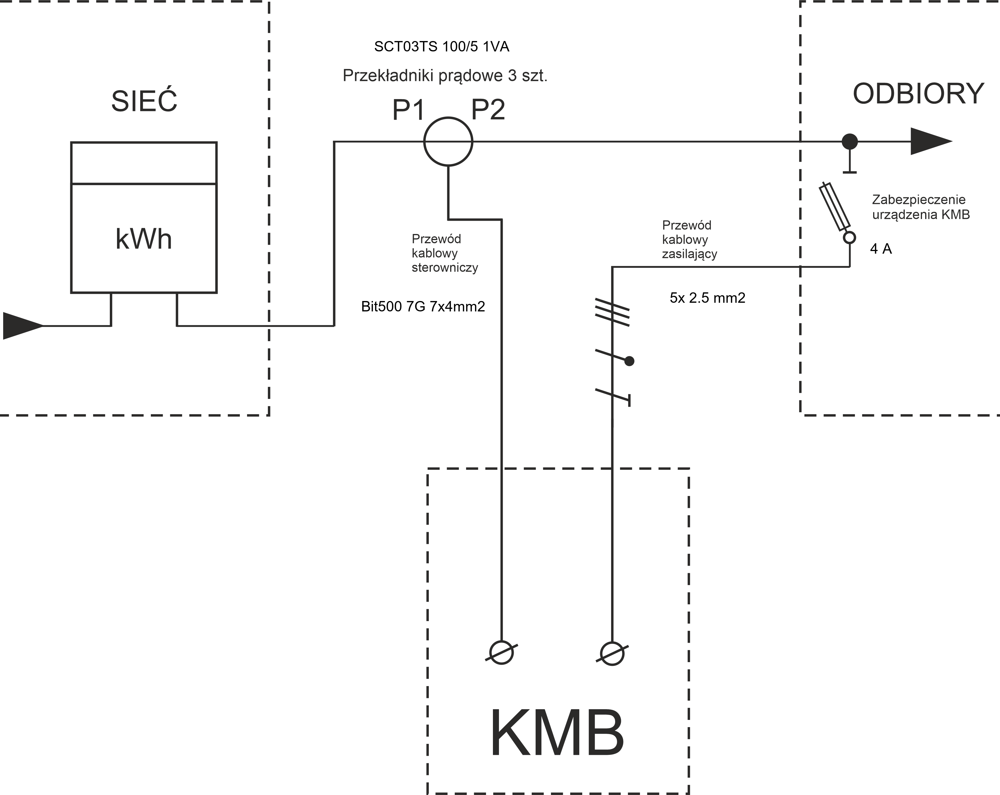 SCT03TS 100/5 1VA
Przekładniki prądowe 3 szt.
SIEĆ
P1
P2
ODBIORY
kWh
Przewód
kablowy
sterowniczy
Bit500 7G 7x4mm2
Przewód
kablowy
zasilający
5x 2.5 mm2
Zabezpieczenie
urządzenia KMB
4 A
KMB